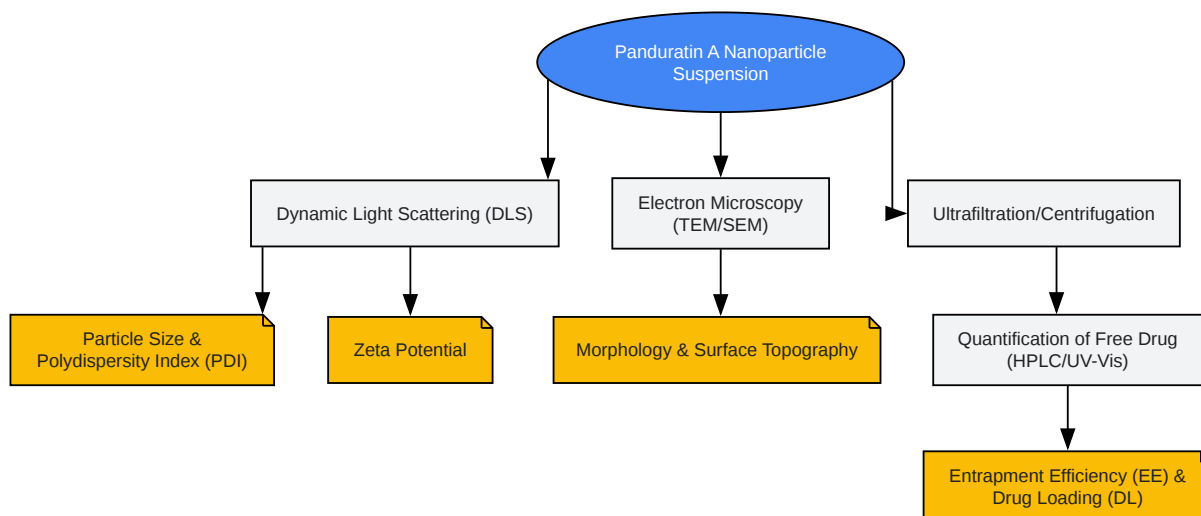 Panduratin A Nanoparticle
Suspension
Dynamic Light Scattering (DLS)
Electron Microscopy
(TEM/SEM)
Ultrafiltration/Centrifugation
Particle Size &
Polydispersity Index (PDI)
Zeta Potential
Morphology & Surface Topography
Quantification of Free Drug
(HPLC/UV-Vis)
Entrapment Efficiency (EE) &
Drug Loading (DL)